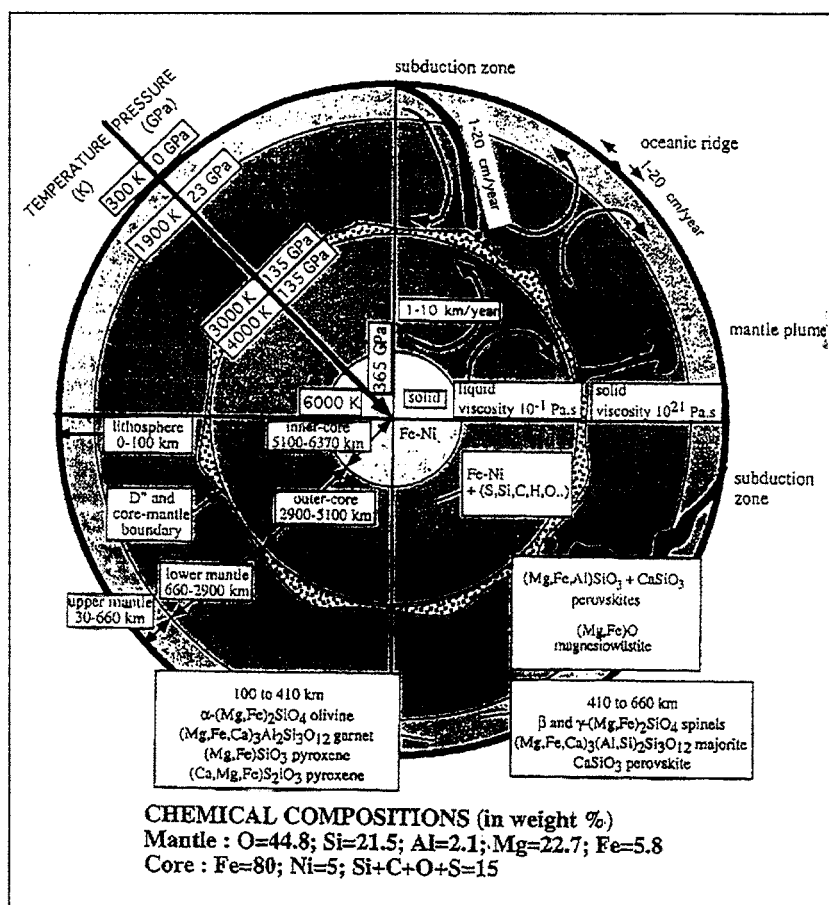 subduction zone
TEMPERATURE PRESSURE
(K) (GPa)
300 K 0 GPa
1900K 23 GPa
3000 K 135 GPa
4000 K 135 GPa
6000 K
365 GPa
1-20 cm/year
oceanic ridge
1-20 cm/year
1-10 km/year
mantle plume
solid
liquid
viscosity 10-1 Pa.s
solid
viscosity 1021 Pa.s
lithosphere
0-100 km
inner-core
5100-6370 km
Fe-Ni
D" and
core-mantle
boundary
outer-core
2900-5100 km
Fe-Ni
+ (S,Si,C,H,O..)
subduction
zone
lower mantle
660-2900 km
upper mantle
30-660 km
(Mg,Fe,Al)SiO3 + CaSiO3
perovskites
(Mg,Fe)O
magnesiowüstite
100 to 410 km
α-(Mg,Fe)2SiO4 olivine
(Mg,Fe,Ca)3Al2Si3O12 garnet
(Mg,Fe)SiO3 pyroxene
(Ca,Mg,Fe)S2iO3 pyroxene
410 to 660 km
β and γ-(Mg,Fe)2SiO4 spinels
(Mg,Fe,Ca)3(Al,Si)2Si3O12 majorite
CaSiO3 perovskite
CHEMICAL COMPOSITIONS (in weight %)
Mantle : O=44.8; Si=21.5; Al=2.1; Mg=22.7; Fe=5.8
Core : Fe=80; Ni=5; Si+C+O+S=15